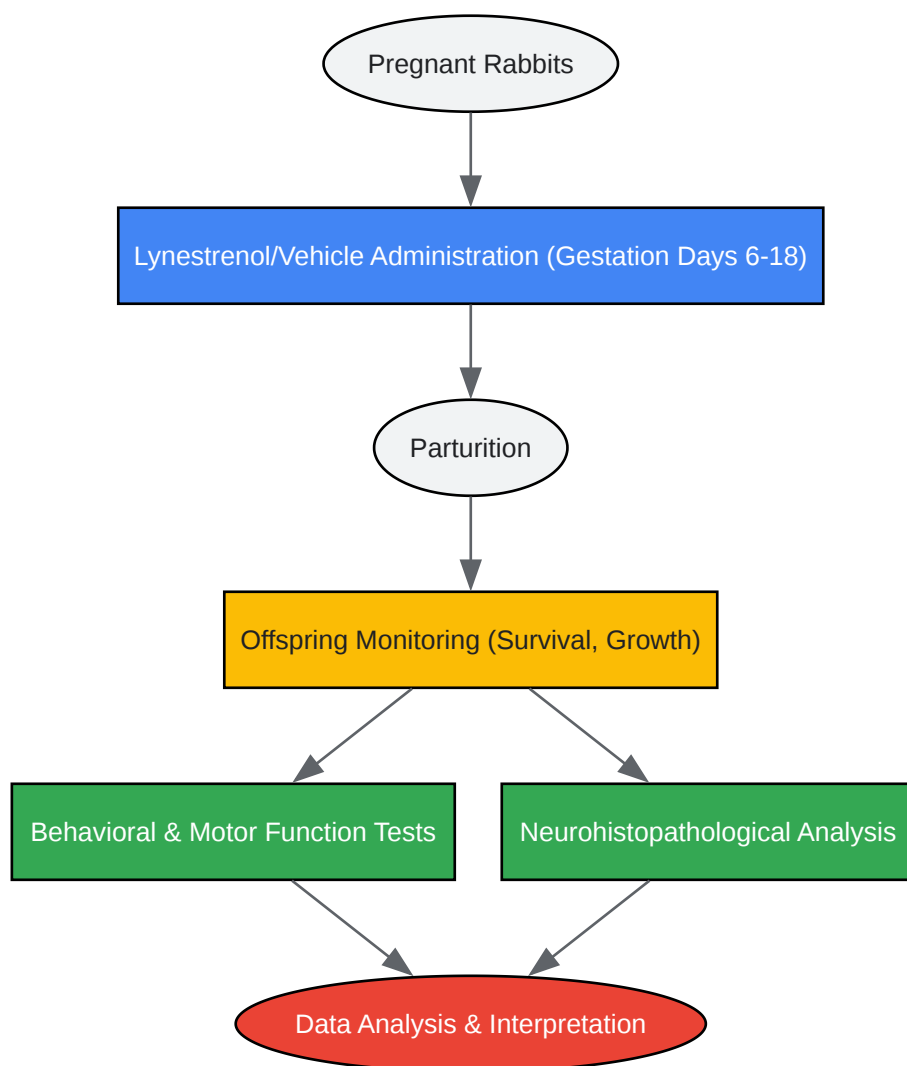 Pregnant Rabbits
Lynestrenol/Vehicle Administration (Gestation Days 6-18)
Parturition
Offspring Monitoring (Survival, Growth)
Behavioral & Motor Function Tests
Neurohistopathological Analysis
Data Analysis & Interpretation